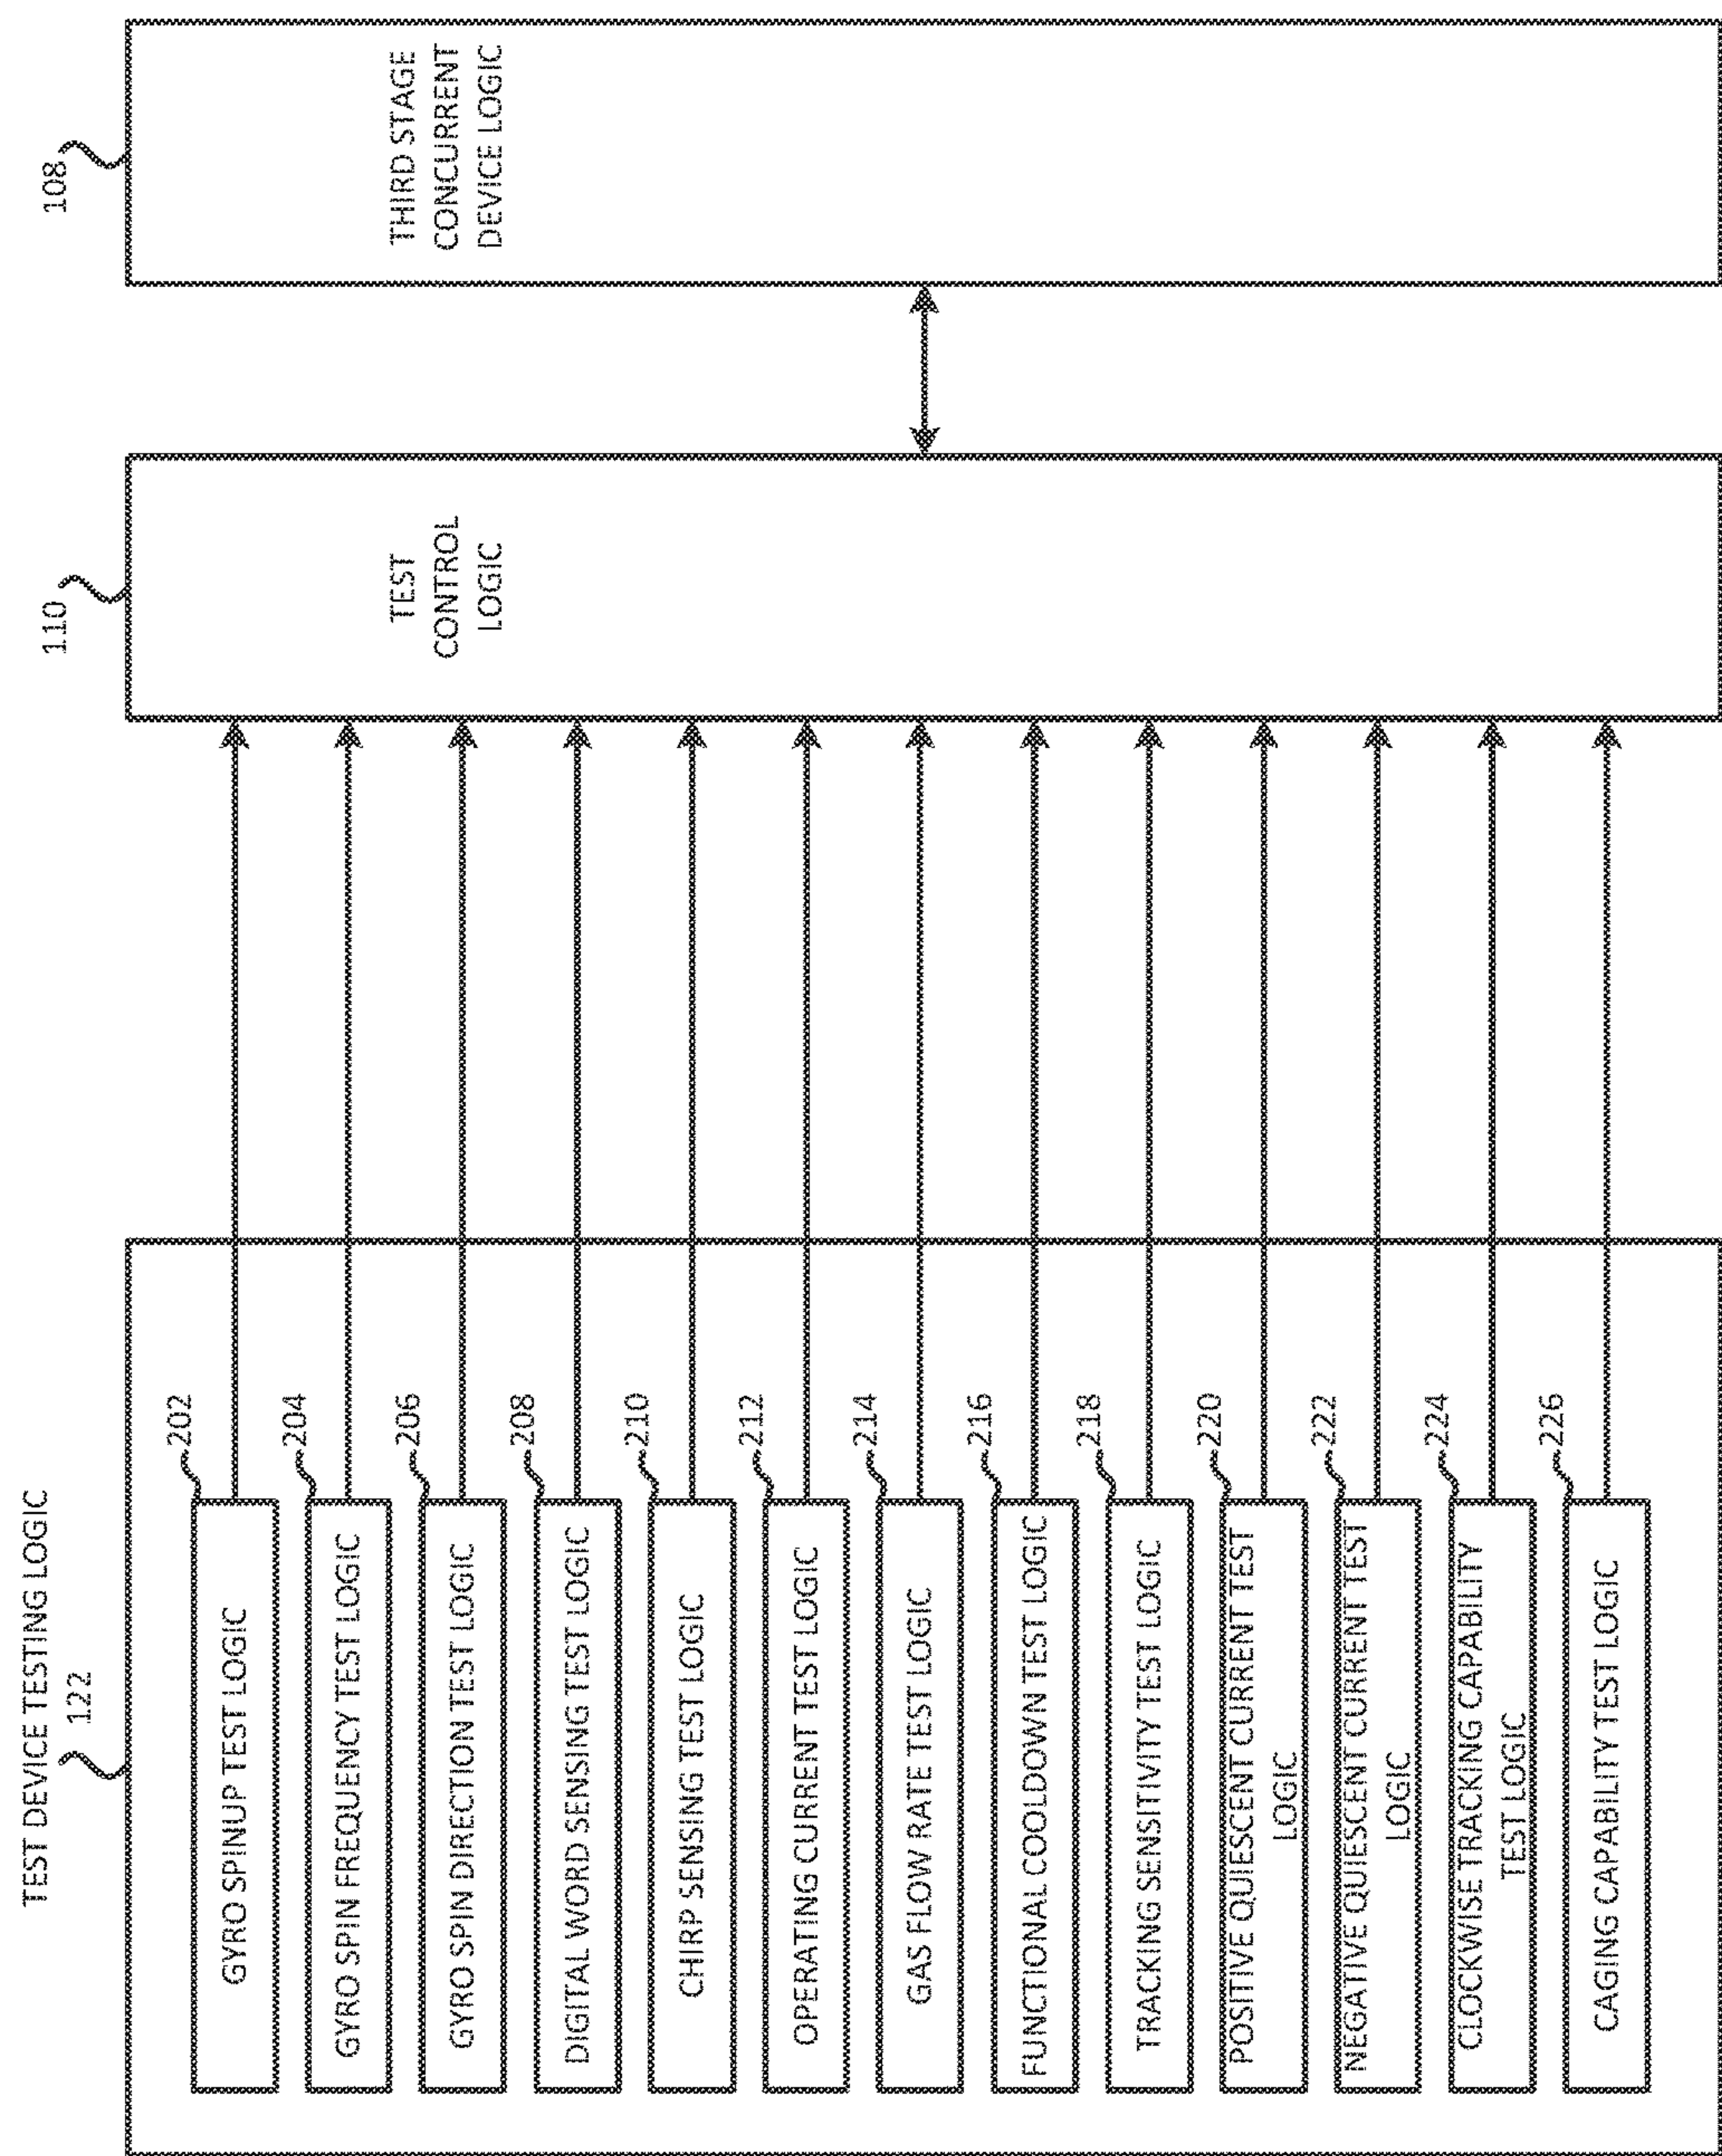 TEST DEVICE TESTING LOGIC
122
GYRO SPINUP TEST LOGIC
202
GYRO SPIN FREQUENCY TEST LOGIC
204
GYRO SPIN DIRECTION TEST LOGIC
206
DIGITAL WORD SENSING TEST LOGIC
208
CHIRP SENSING TEST LOGIC
210
OPERATING CURRENT TEST LOGIC
212
GAS FLOW RATE TEST LOGIC
214
FUNCTIONAL COOLDOWN TEST LOGIC
216
TRACKING SENSITIVITY TEST LOGIC
218
POSITIVE QUIESCENT CURRENT TEST
LOGIC
220
NEGATIVE QUIESCENT CURRENT TEST
LOGIC
222
CLOCKWISE TRACKING CAPABILITY
TEST LOGIC
224
CAGING CAPABILITY TEST LOGIC
226
110
TEST
CONTROL
LOGIC
108
THIRD STAGE
CONCURRENT
DEVICE LOGIC